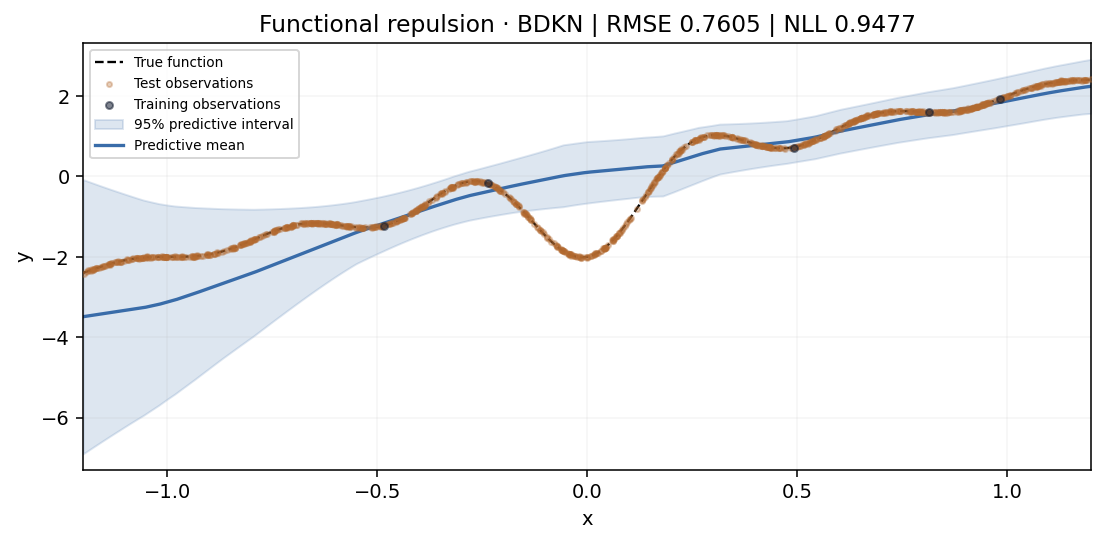 Functional repulsion · BDKN | RMSE 0.7605 | NLL 0.9477
True function
Test observations
Training observations
95% predictive interval
Predictive mean
y
2
0
−2
−4
−6
−1.0
−0.5
0.0
0.5
1.0
x